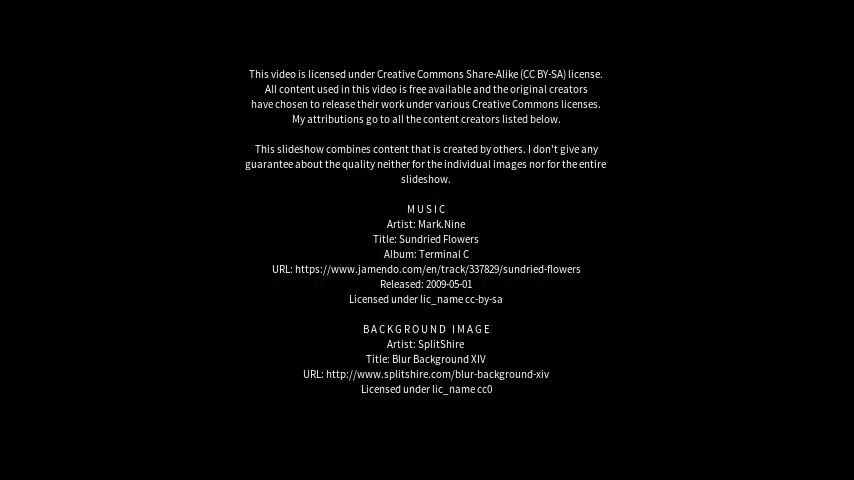 This video is licensed under Creative Commons Share-Alike (CC BY-SA) license.
All content used in this video is free available and the original creators
have chosen to release their work under various Creative Commons licenses.
My attributions go to all the content creators listed below.
This slideshow combines content that is created by others. I don't give any
guarantee about the quality neither for the individual images nor for the entire
slideshow.
MUSIC
Artist: Mark.Nine
Title: Sundried Flowers
Album: Terminal C
URL: https://www.jamendo.com/en/track/337829/sundried-flowers
Released: 2009-05-01
Licensed under lic_name cc-by-sa
BACKGROUND IMAGE
Artist: SplitShire
Title: Blur Background XIV
URL: http://www.splitshire.com/blur-background-xiv
Licensed under lic_name cc0